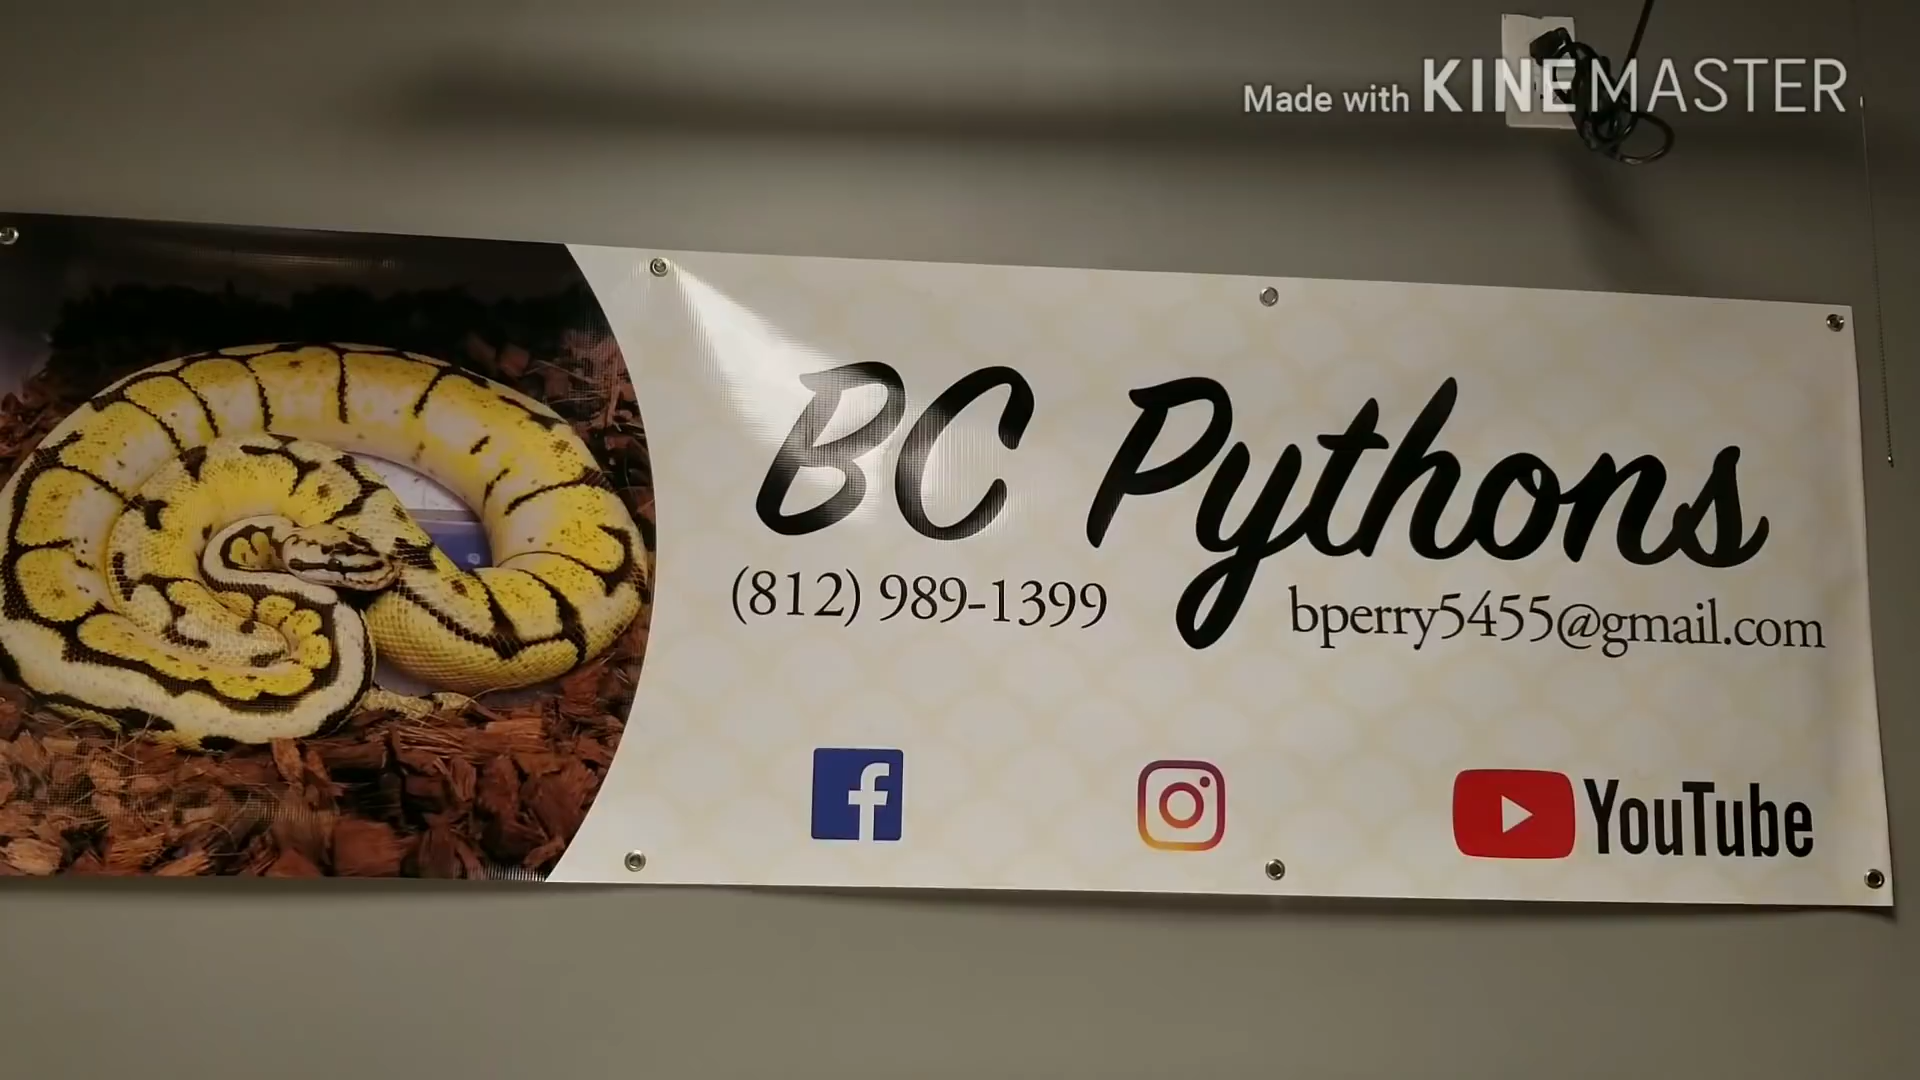 Made with KINEMASTER
BC Pythons
(812) 989-1399
bperry5455@gmail.com
f
YouTube